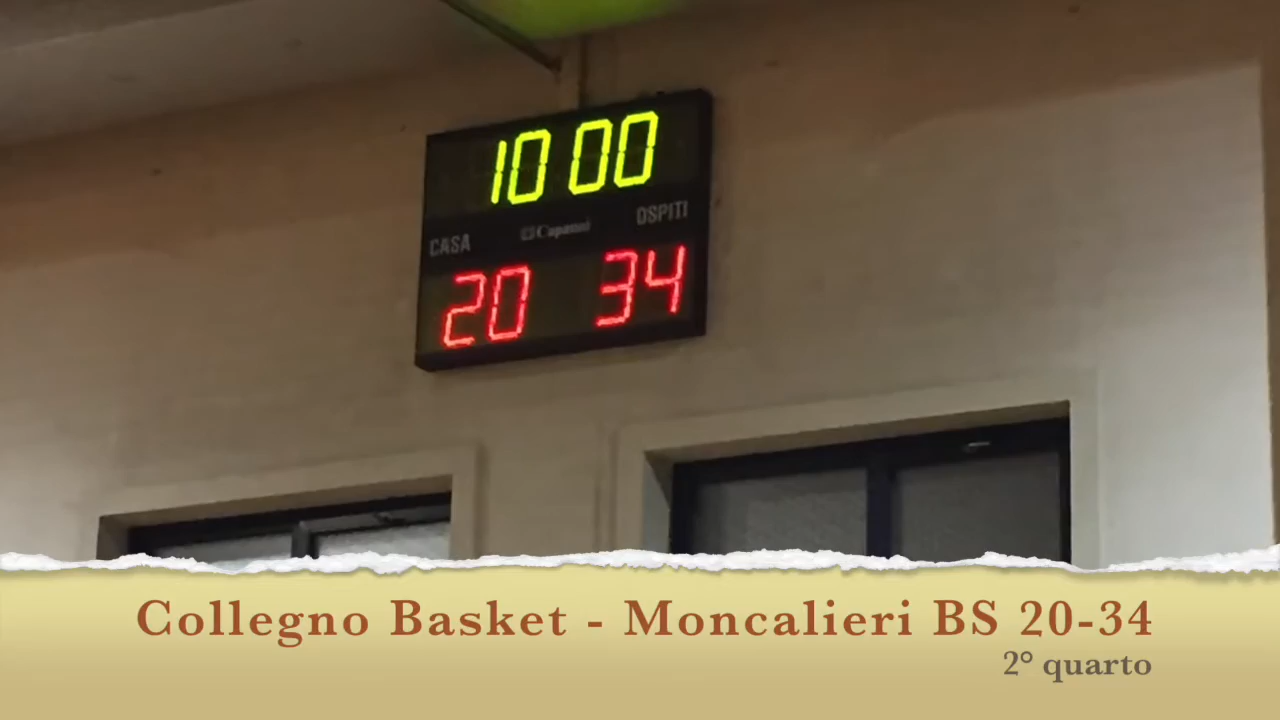 10 00
CASA OSPITI
20 34
Collegno Basket - Moncalieri BS 20-34
2° quarto